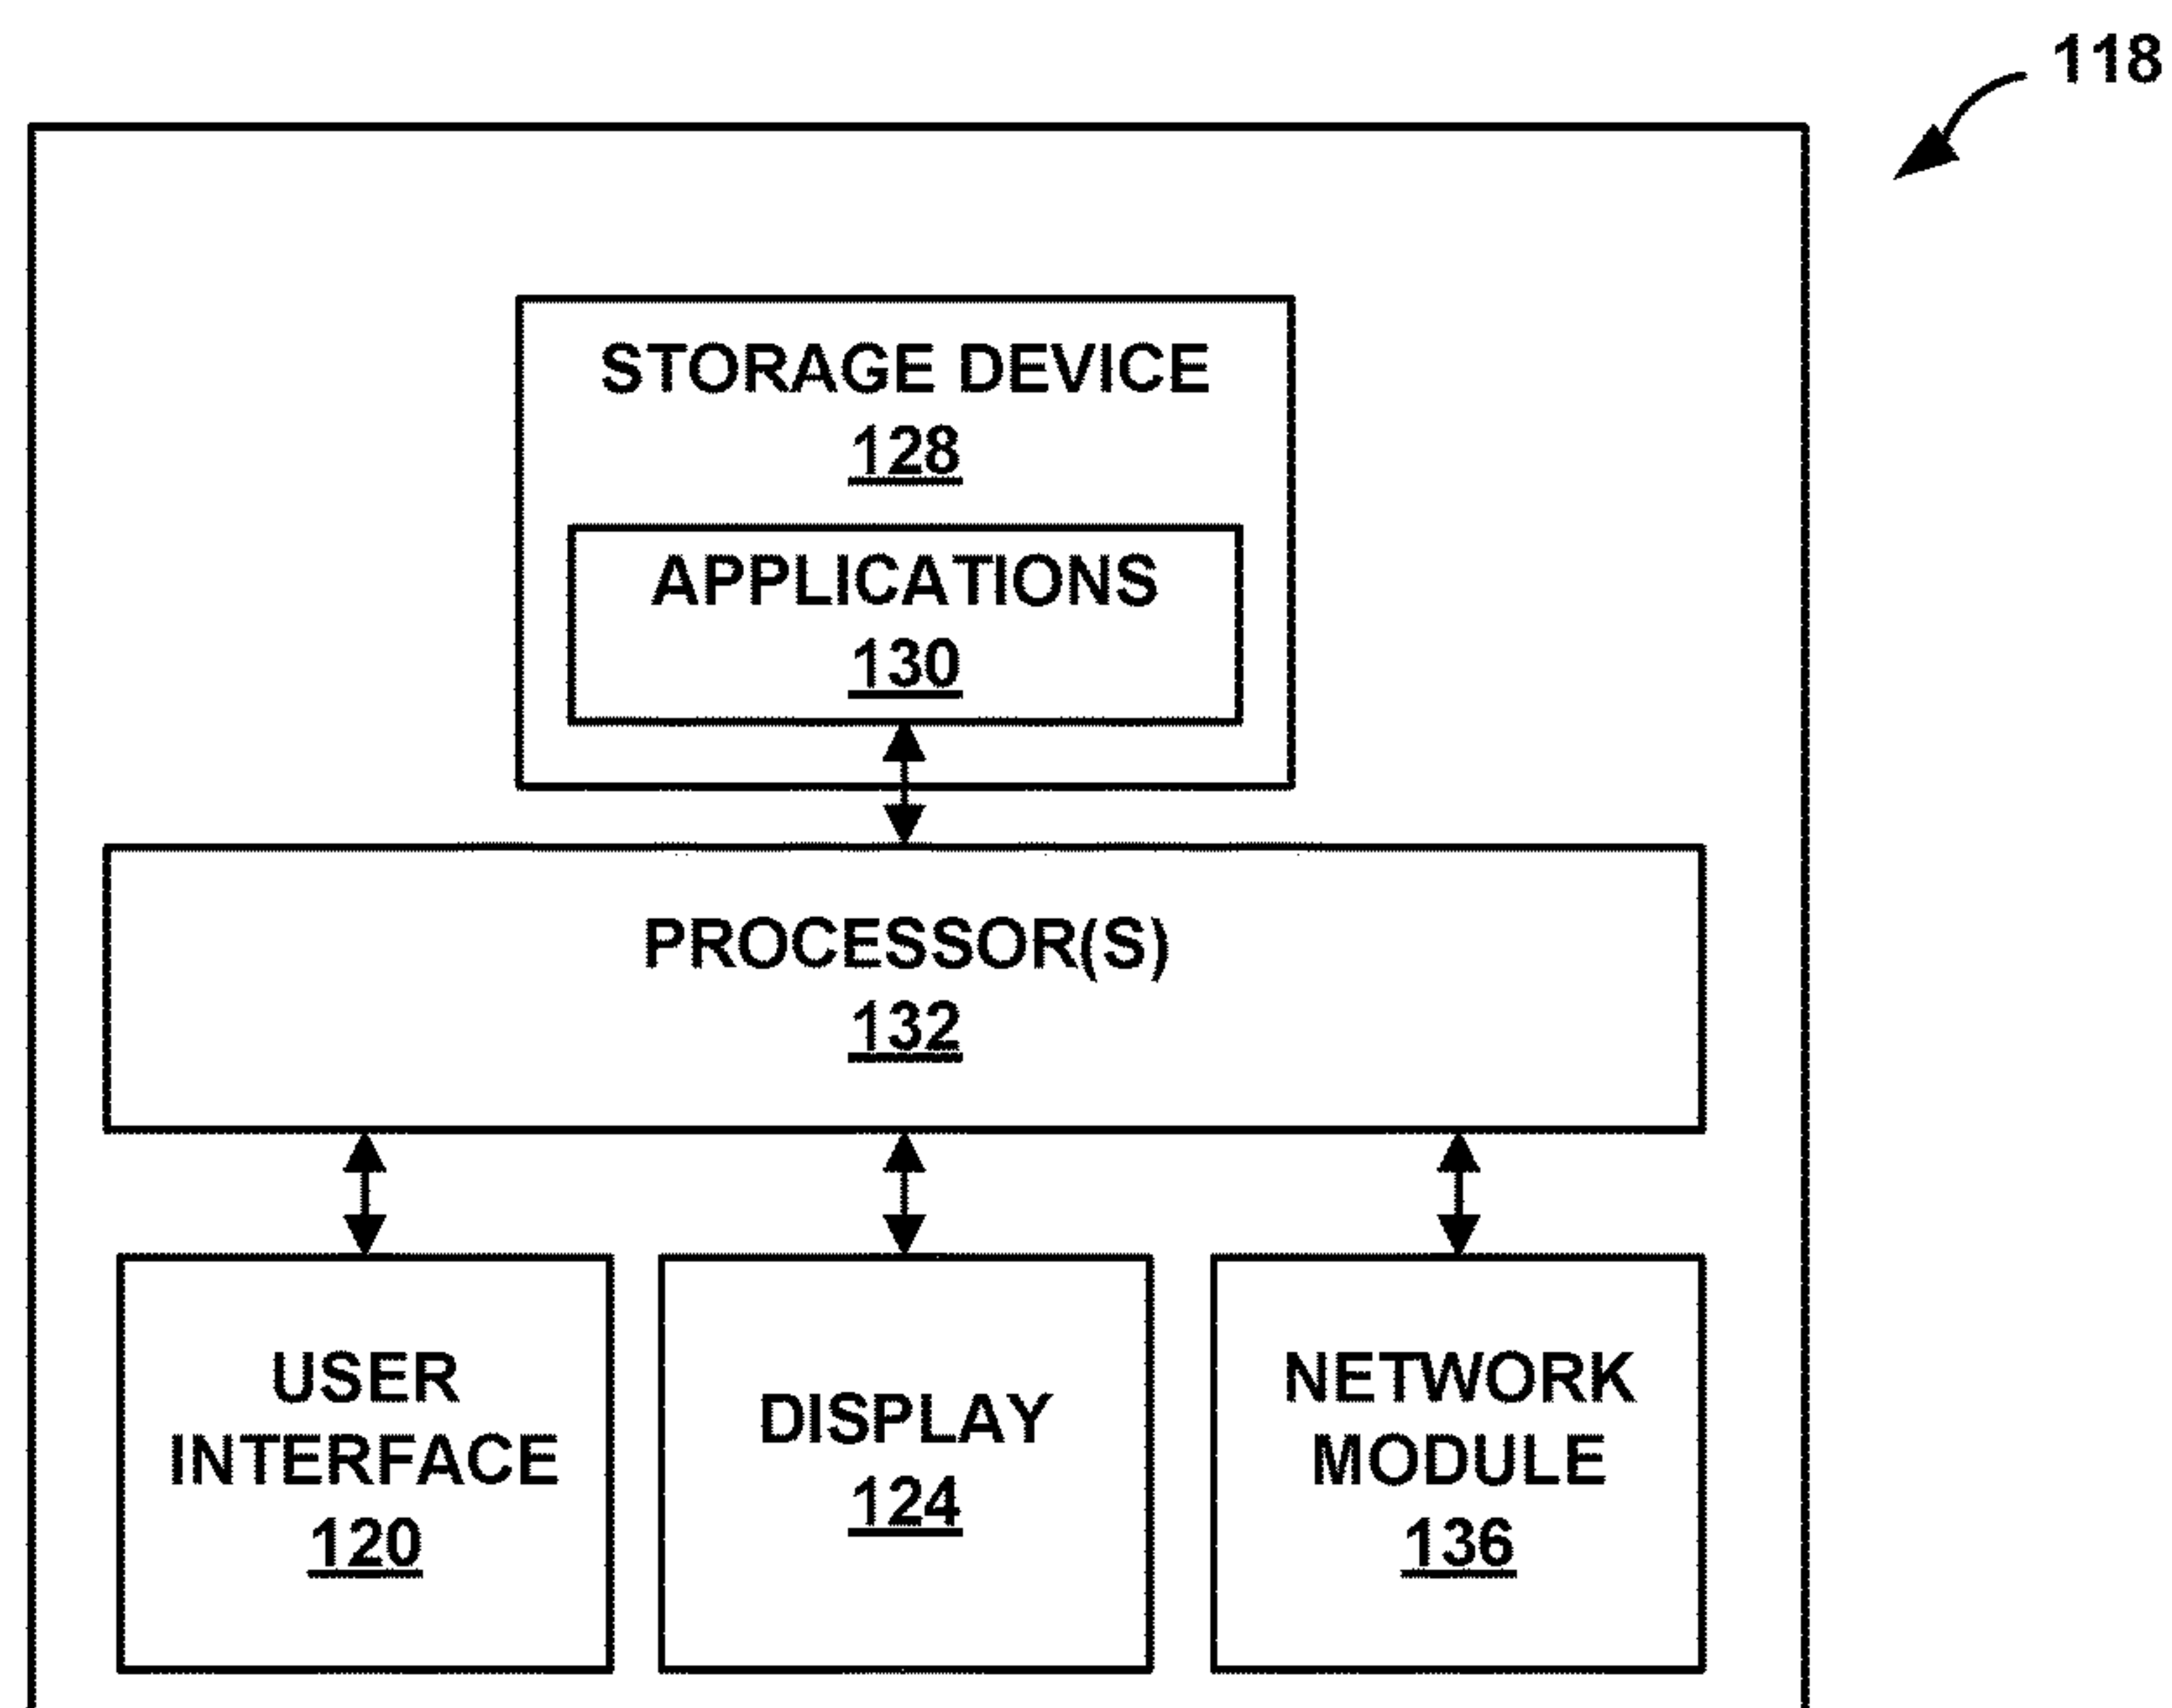 118
STORAGE DEVICE
128
APPLICATIONS
130
PROCESSOR(S)
132
USER
INTERFACE
120
DISPLAY
124
NETWORK
MODULE
136